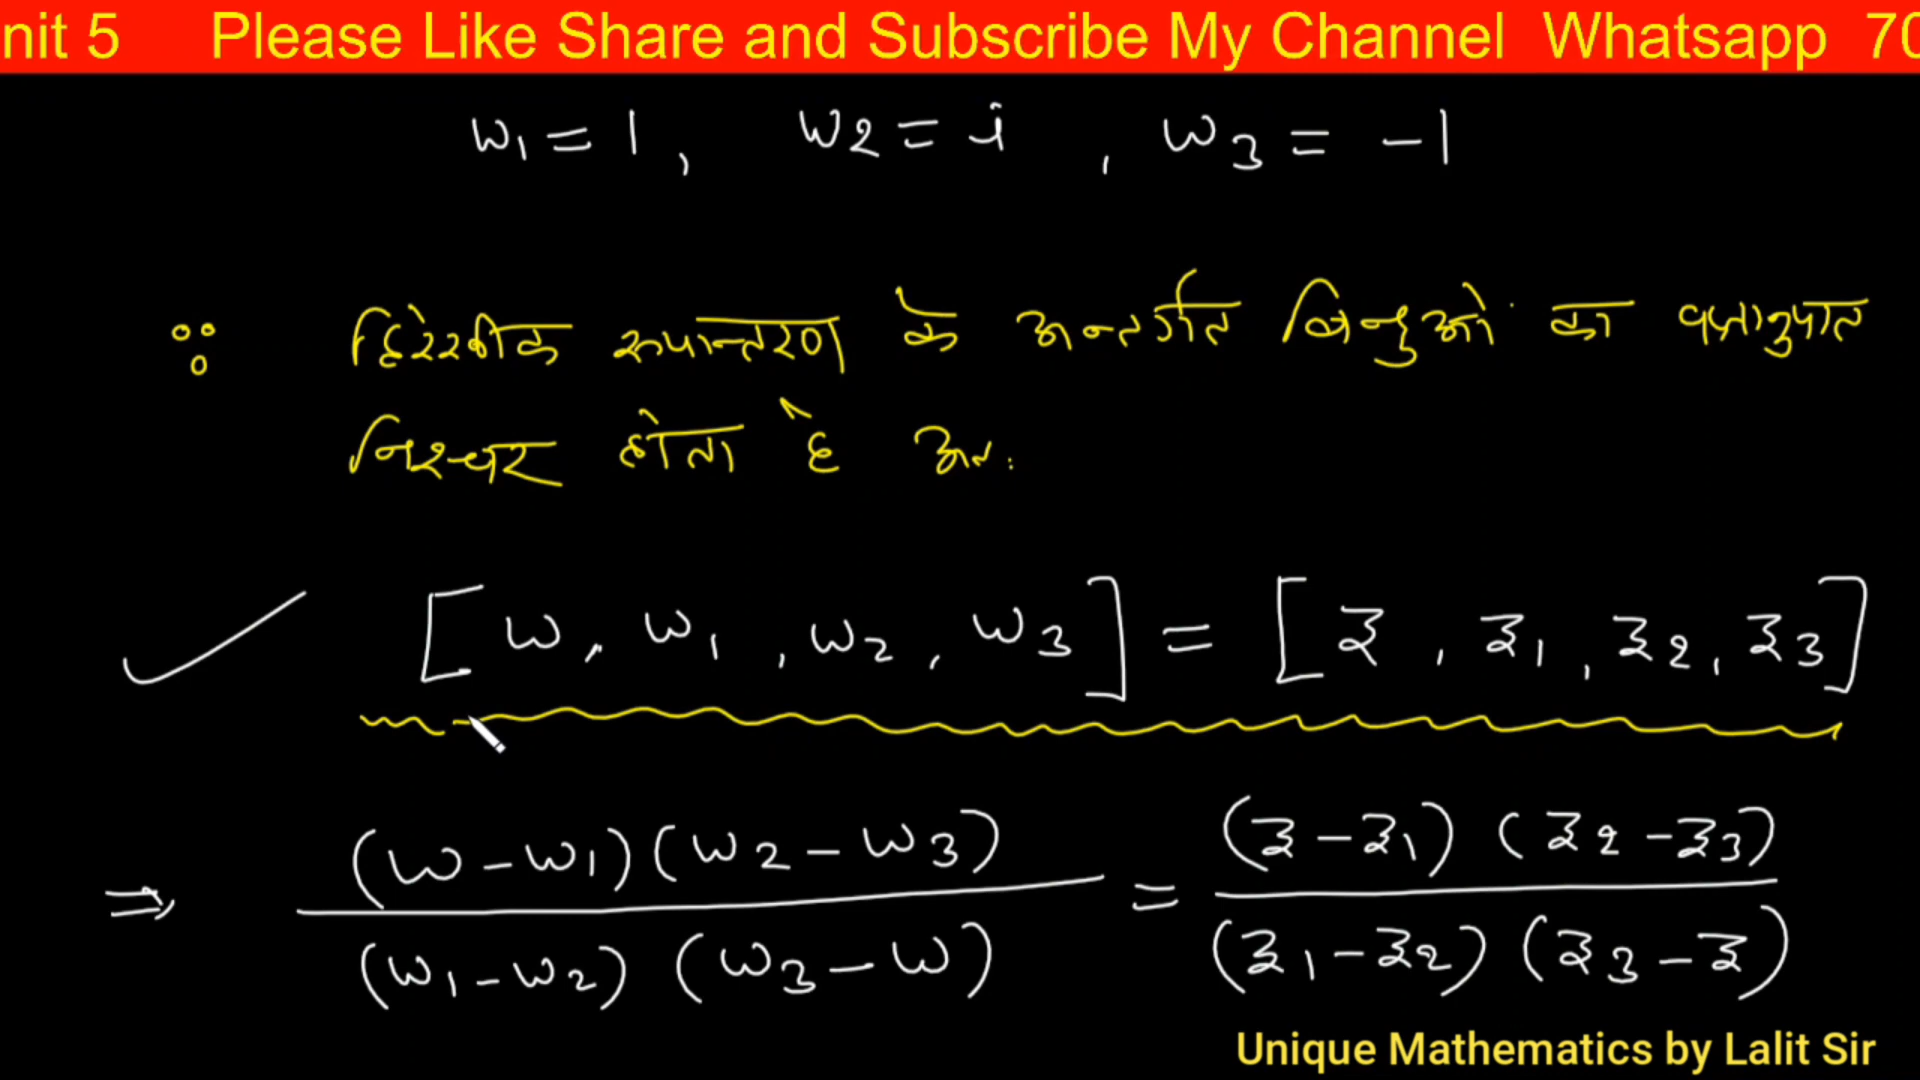 nit 5 Please Like Share and Subscribe My Channel Whatsapp 70
w₁ = 1, w₂ = i, w₃ = -1
∵ द्विरेखीक रूपान्तरण के अन्तर्गत बिन्दुओं का वज्रानुपात
निश्चर होता है अतः
[w, w₁, w₂, w₃] = [z, z₁, z₂, z₃]
⇒ (w-w₁)(w₂-w₃) / (w₁-w₂)(w₃-w) = (z-z₁)(z₂-z₃) / (z₁-z₂)(z₃-z)
Unique Mathematics by Lalit Sir